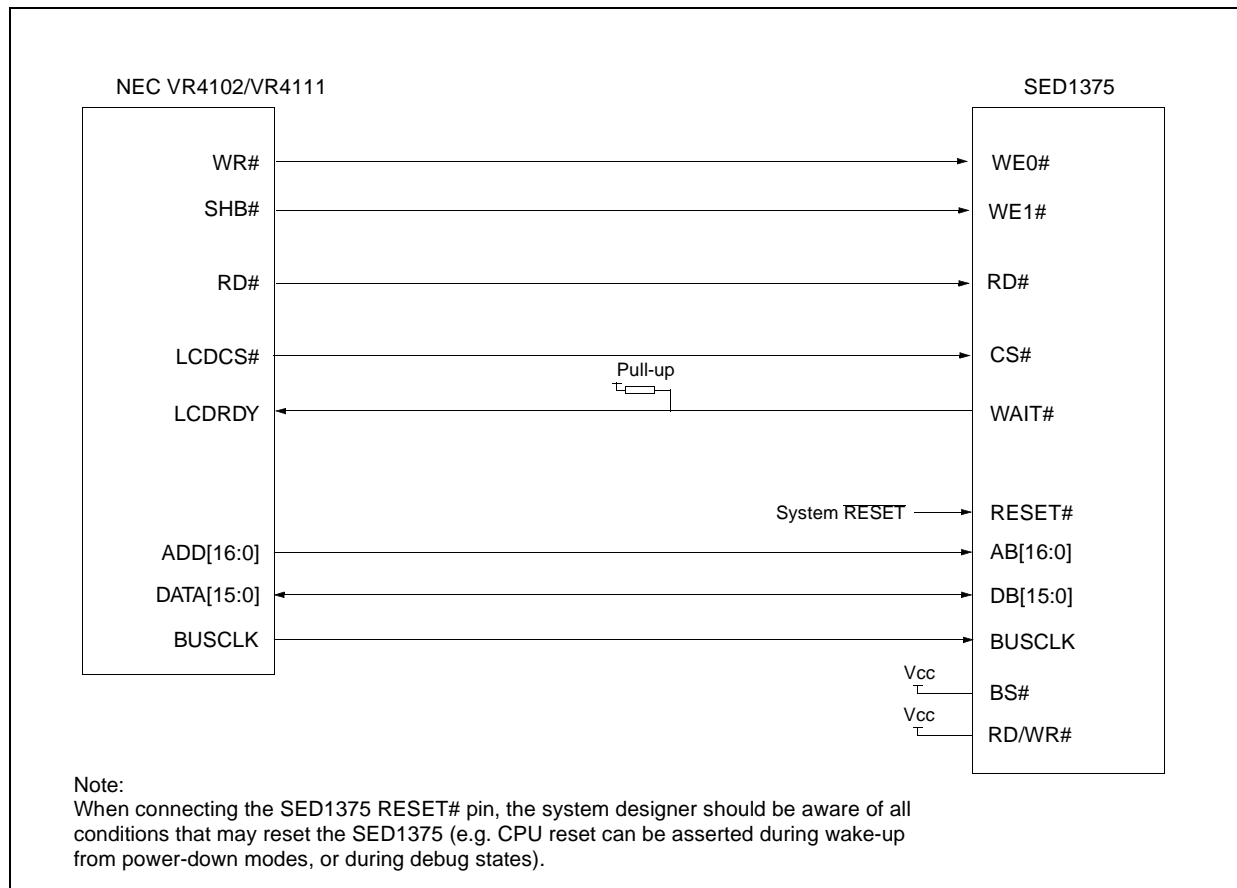 NEC VR4102/VR4111
SED1375
WR#
WE0#
SHB#
WE1#
RD#
RD#
LCDCS#
CS#
Pull-up
LCDRDY
WAIT#
System RESET
RESET#
ADD[16:0]
AB[16:0]
DATA[15:0]
DB[15:0]
BUSCLK
BUSCLK
Vcc
BS#
Vcc
RD/WR#
Note:
When connecting the SED1375 RESET# pin, the system designer should be aware of all
conditions that may reset the SED1375 (e.g. CPU reset can be asserted during wake-up
from power-down modes, or during debug states).